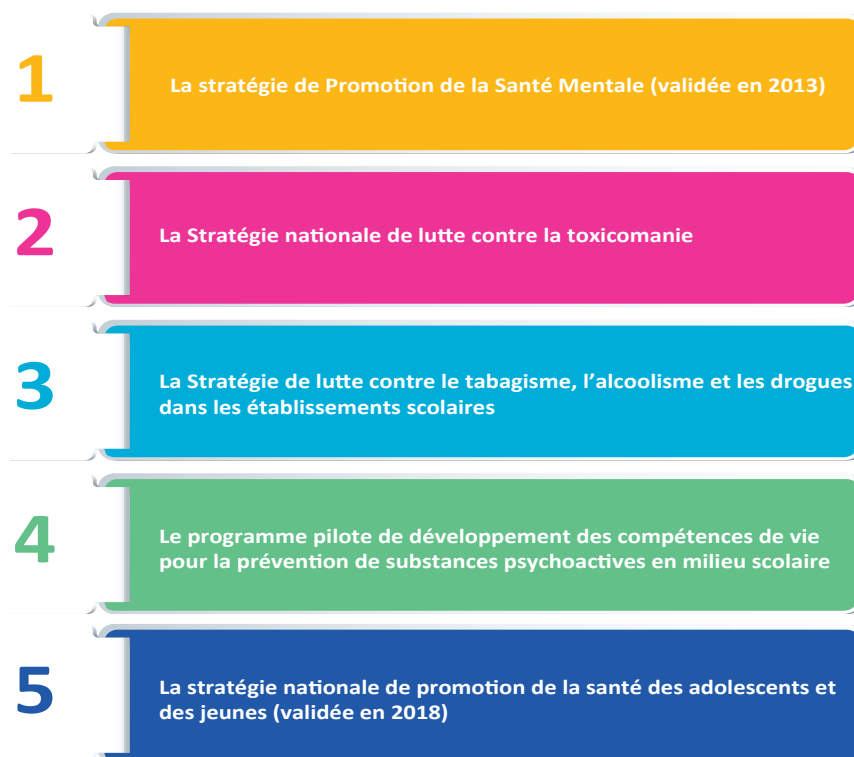 1
La stratégie de Promotion de la Santé Mentale (validée en 2013)
2
La Stratégie nationale de lutte contre la toxicomanie
3
La Stratégie de lutte contre le tabagisme, l’alcoolisme et les drogues
dans les établissements scolaires
4
Le programme pilote de développement des compétences de vie
pour la prévention de substances psychoactives en milieu scolaire
5
La stratégie nationale de promotion de la santé des adolescents et
des jeunes (validée en 2018)